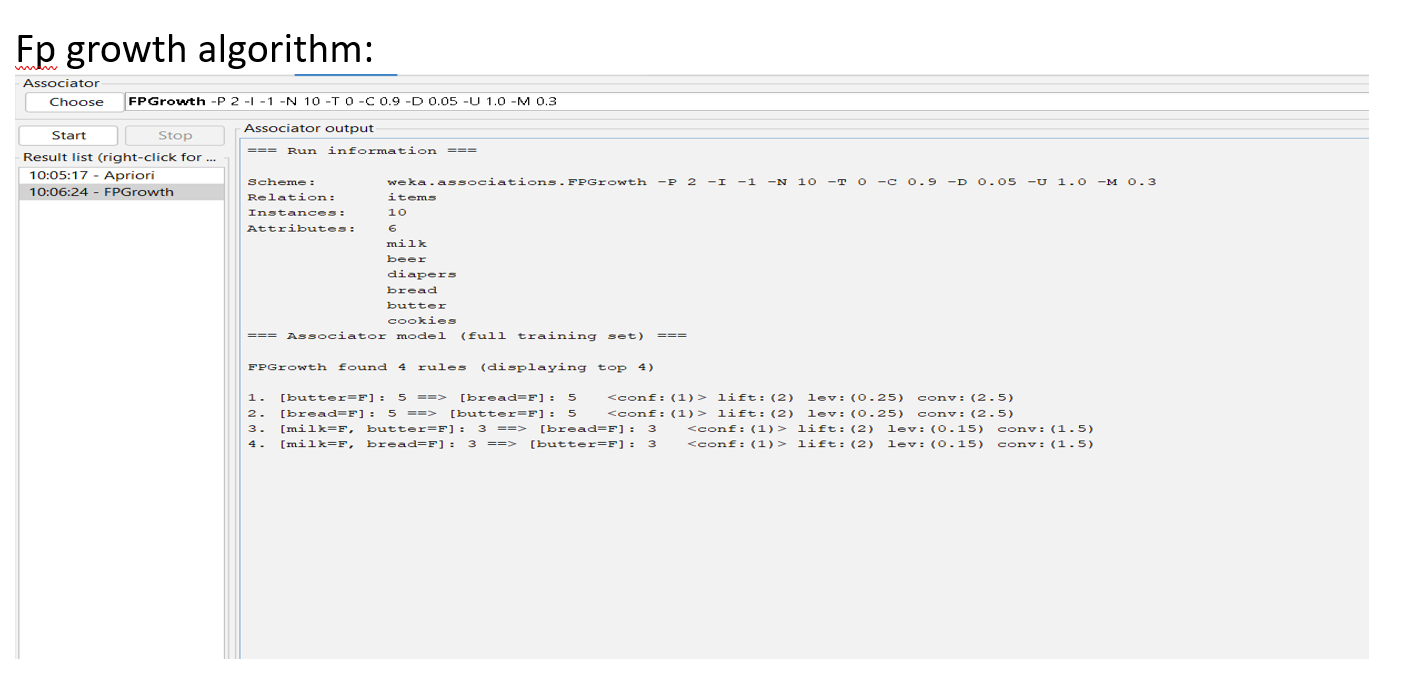 Fp growth algorithm:
Associator
Choose FPGrowth -P 2 -I -1 -N 10 -T 0 -C 0.9 -D 0.05 -U 1.0 -M 0.3
Start Stop
Result list (right-click for ...
10:05:17 - Apriori
10:06:24 - FPGrowth
Associator output
=== Run information ===
Scheme: weka.associations.FPGrowth -P 2 -I -1 -N 10 -T 0 -C 0.9 -D 0.05 -U 1.0 -M 0.3
Relation: items
Instances: 10
Attributes: 6
milk
beer
diapers
bread
butter
cookies
=== Associator model (full training set) ===
FPGrowth found 4 rules (displaying top 4)
1. [butter=F]: 5 ==> [bread=F]: 5 <conf:(1)> lift:(2) lev:(0.25) conv:(2.5)
2. [bread=F]: 5 ==> [butter=F]: 5 <conf:(1)> lift:(2) lev:(0.25) conv:(2.5)
3. [milk=F, butter=F]: 3 ==> [bread=F]: 3 <conf:(1)> lift:(2) lev:(0.15) conv:(1.5)
4. [milk=F, bread=F]: 3 ==> [butter=F]: 3 <conf:(1)> lift:(2) lev:(0.15) conv:(1.5)